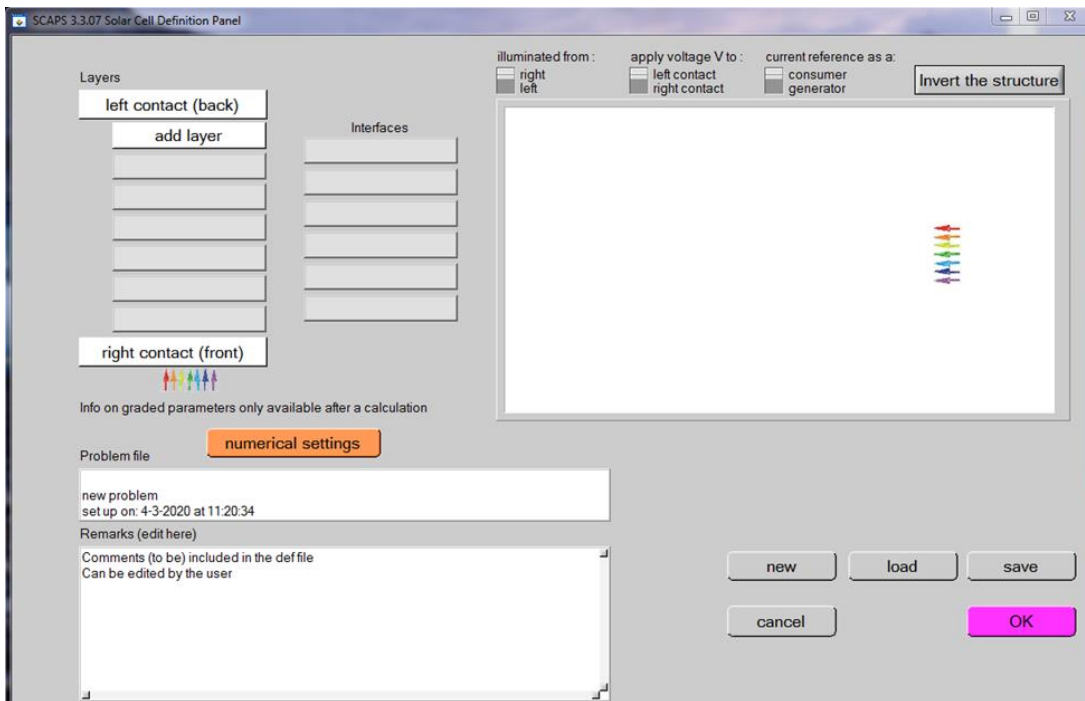 SCAPS 3.3.07 Solar Cell Definition Panel
illuminated from :
right
left
apply voltage V to :
left contact
right contact
current reference as a:
consumer
generator
Invert the structure
Layers
left contact (back)
add layer
Interfaces
right contact (front)
Info on graded parameters only available after a calculation
numerical settings
Problem file
new problem
set up on: 4-3-2020 at 11:20:34
Remarks (edit here)
Comments (to be) included in the def file
Can be edited by the user
new
load
save
cancel
OK